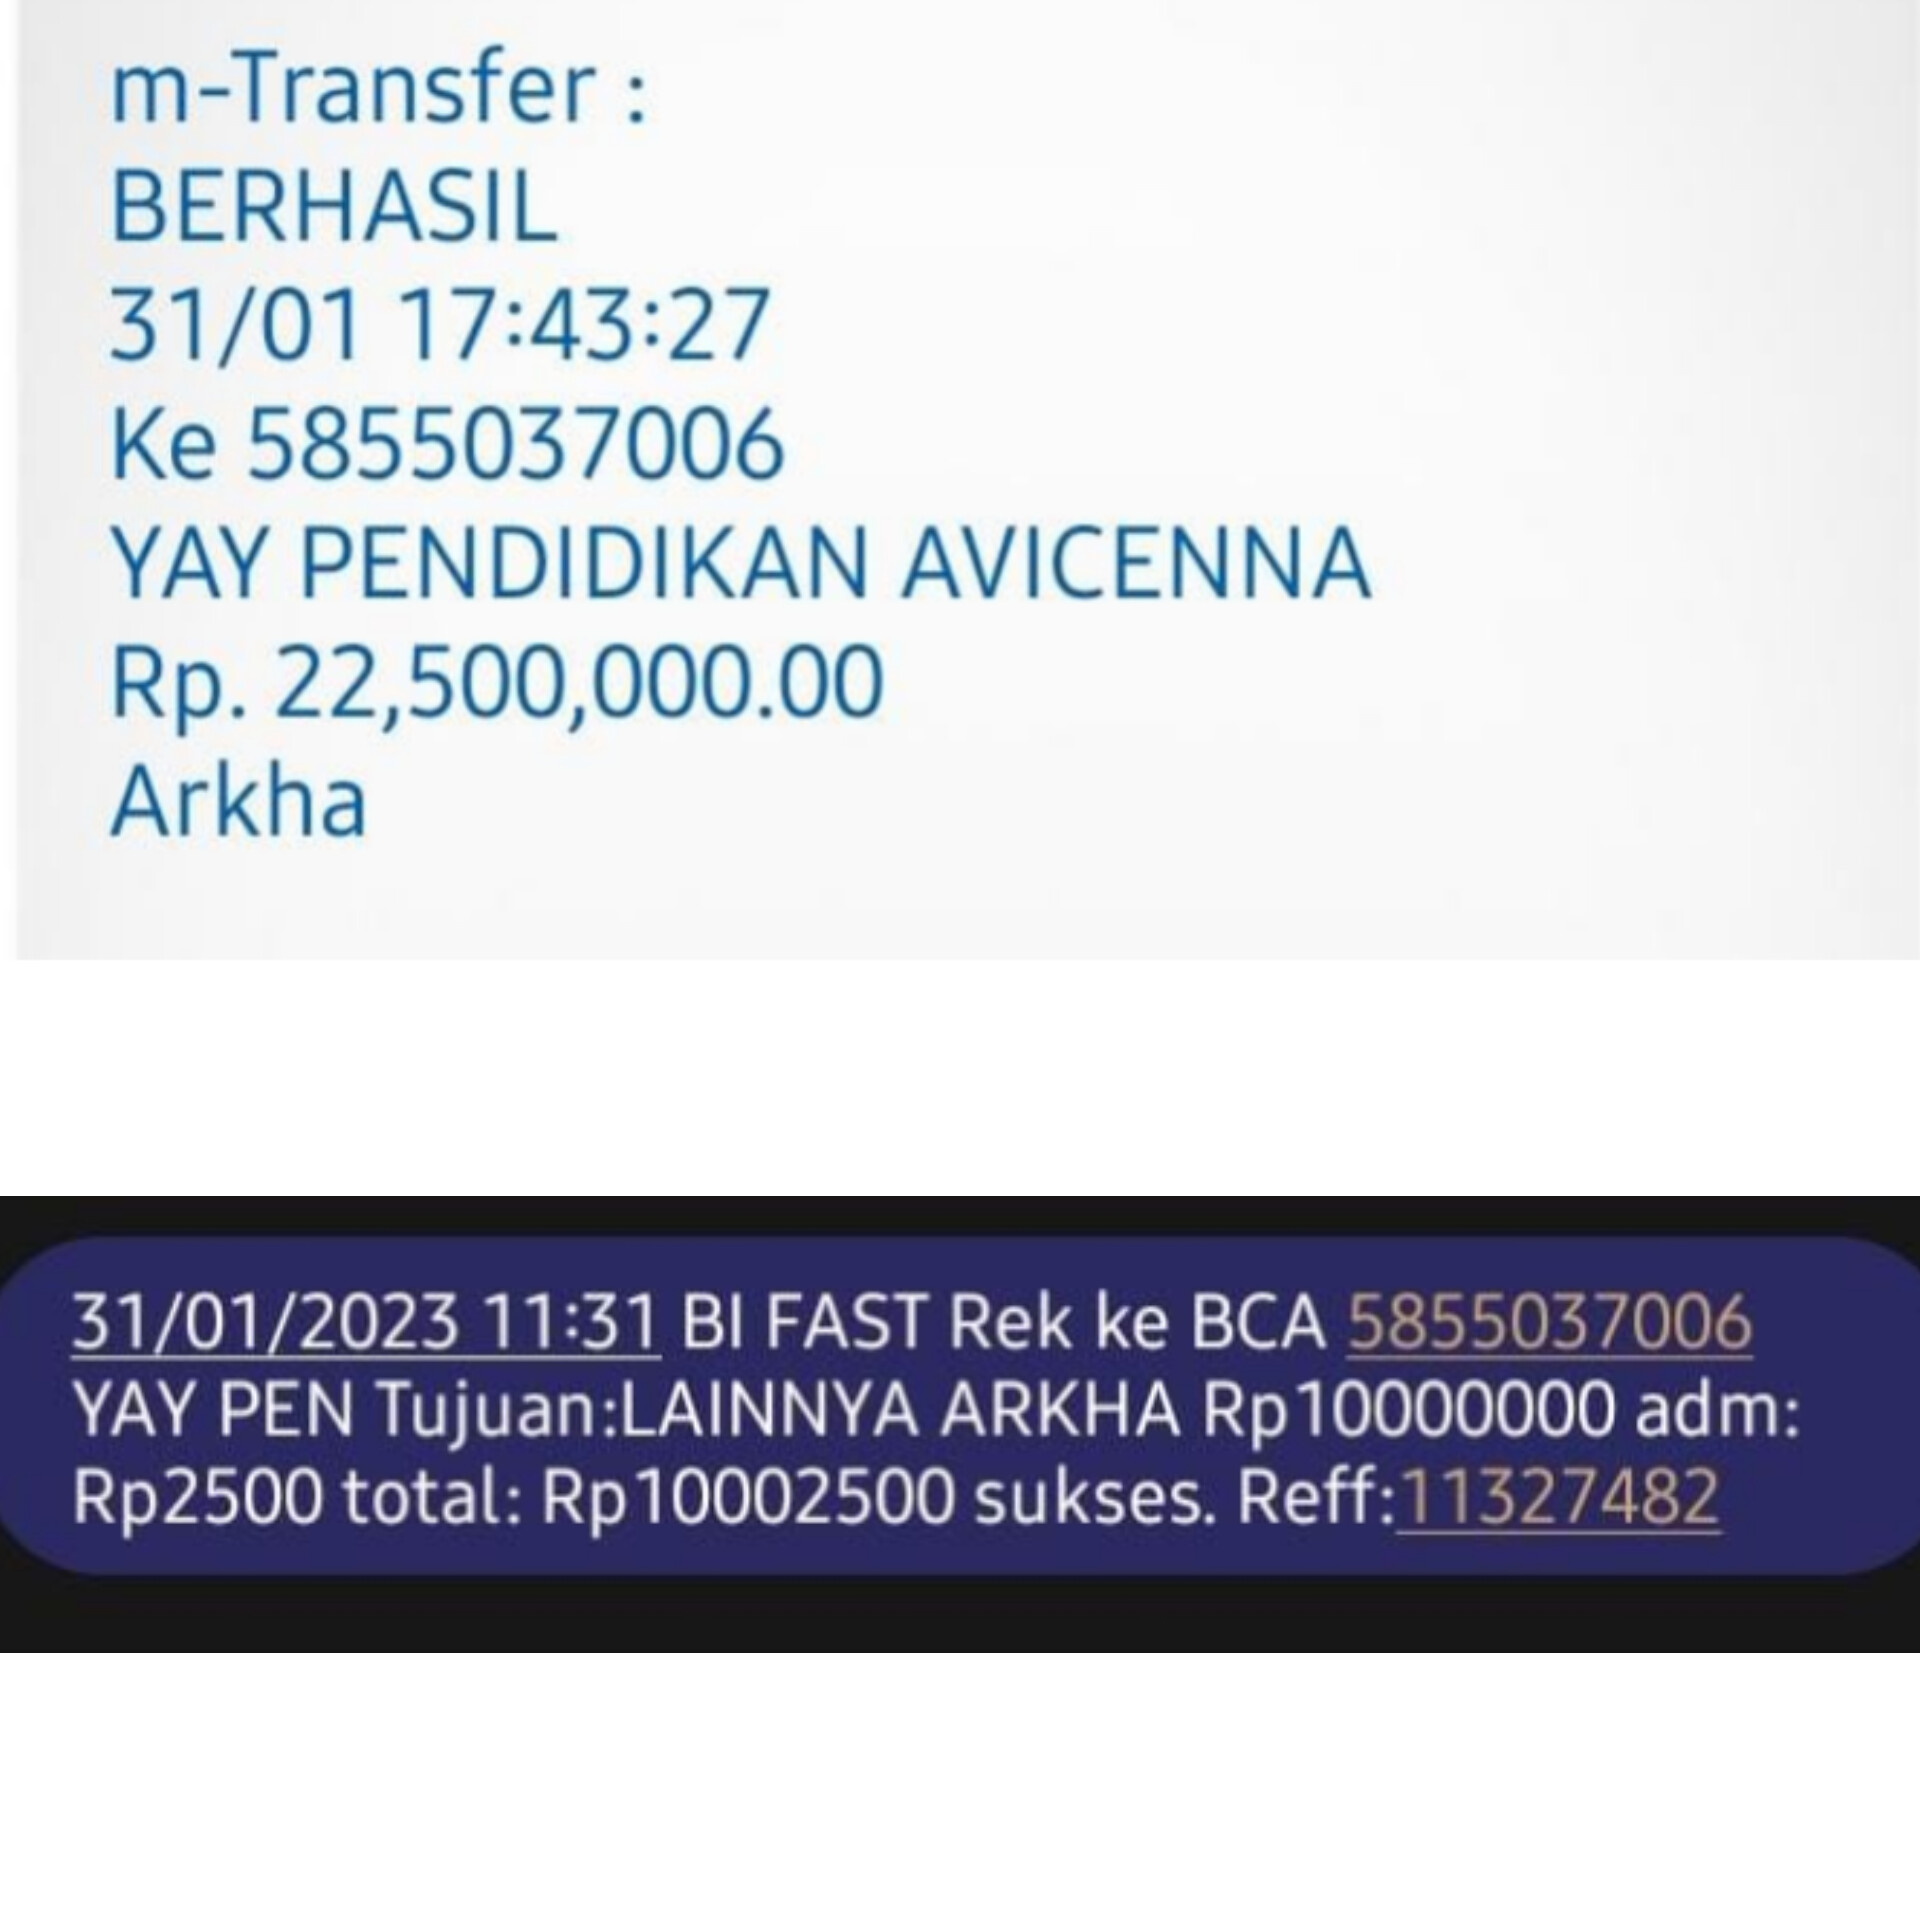 m-Transfer :
BERHASIL
31/01 17:43:27
Ke 5855037006
YAY PENDIDIKAN AVICENNA
Rp. 22,500,000.00
Arkha
31/01/2023 11:31 BI FAST Rek ke BCA 5855037006
YAY PEN Tujuan:LAINNYA ARKHA Rp10000000 adm:
Rp2500 total: Rp10002500 sukses. Reff:11327482